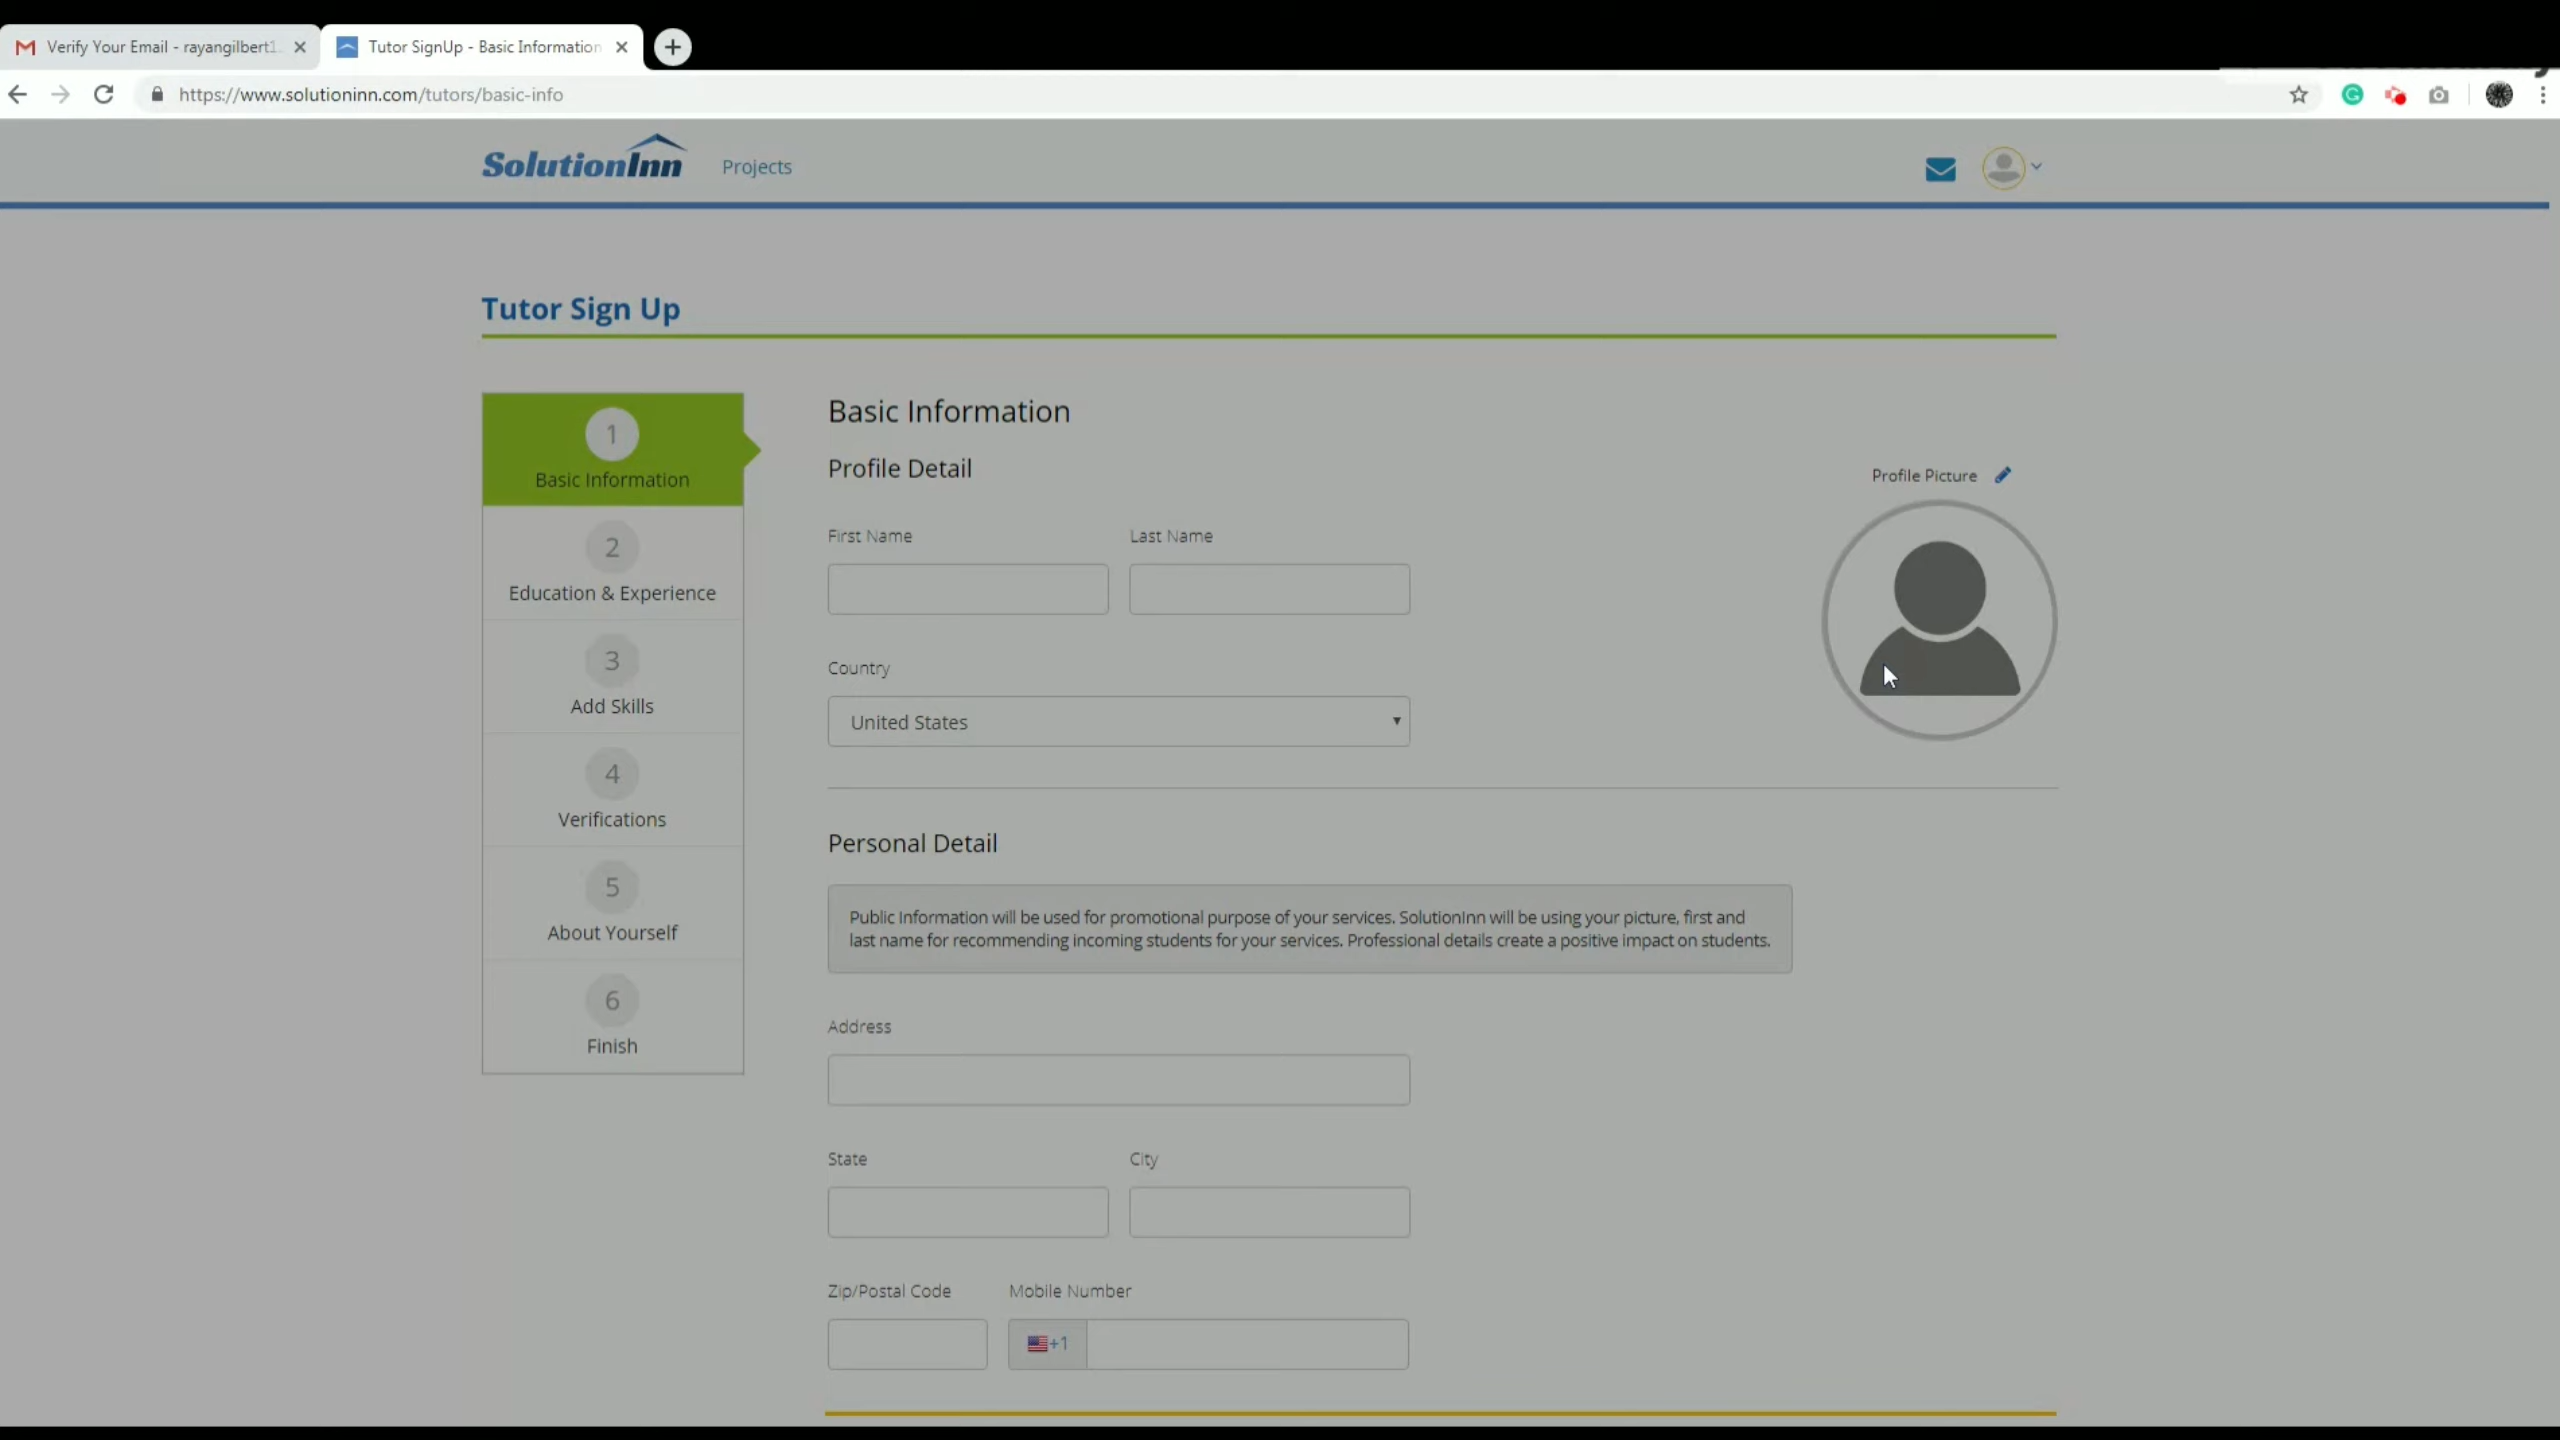 Verify Your Email - rayangilbert1
Tutor SignUp - Basic Information
https://www.solutioninn.com/tutors/basic-info
SolutionInn
Projects
Tutor Sign Up
1
Basic Information
2
Education & Experience
3
Add Skills
4
Verifications
5
About Yourself
6
Finish
Basic Information
Profile Detail
Profile Picture
First Name
Last Name
Country
United States
Personal Detail
Public Information will be used for promotional purpose of your services. SolutionInn will be using your picture, first and
last name for recommending incoming students for your services. Professional details create a positive impact on students.
Address
State
City
Zip/Postal Code
Mobile Number
+1